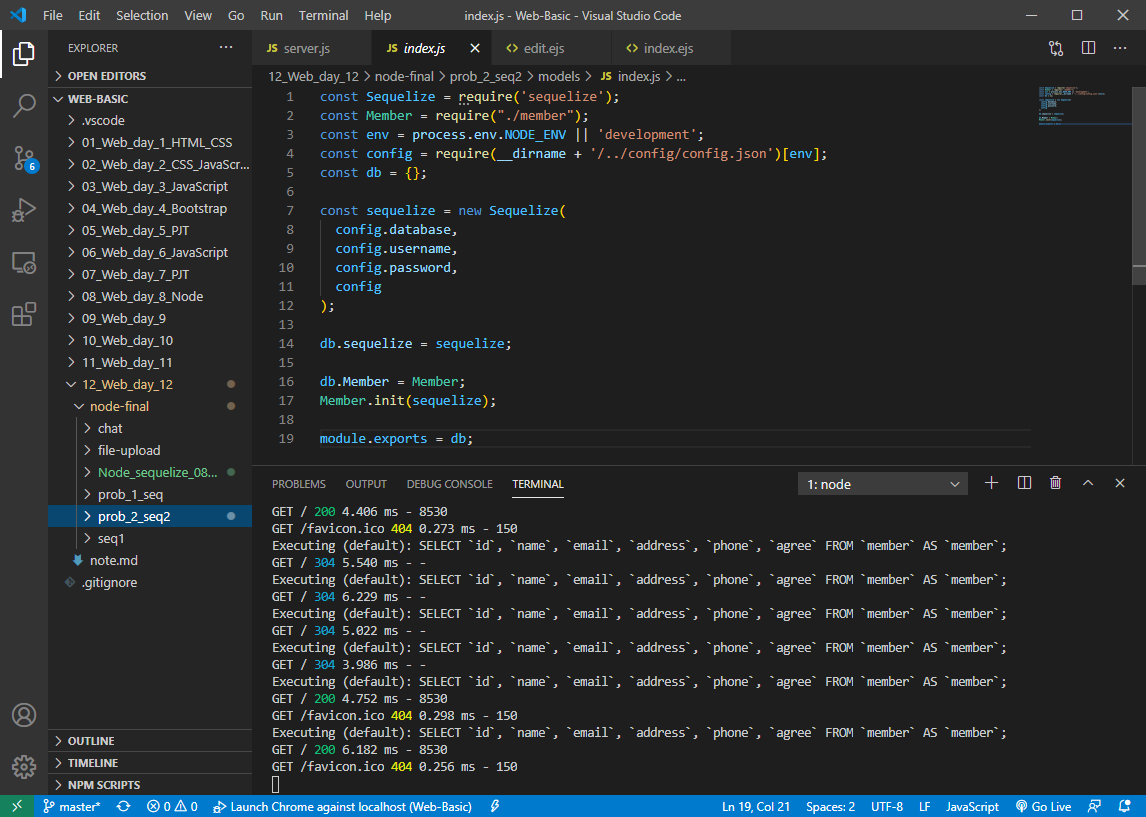 File Edit Selection View Go Run Terminal Help index.js - Web-Basic - Visual Studio Code
EXPLORER
OPEN EDITORS
WEB-BASIC
.vscode
01_Web_day_1_HTML_CSS
02_Web_day_2_CSS_JavaScr...
03_Web_day_3_JavaScript
04_Web_day_4_Bootstrap
05_Web_day_5_PJT
06_Web_day_6_JavaScript
07_Web_day_7_PJT
08_Web_day_8_Node
09_Web_day_9
10_Web_day_10
11_Web_day_11
12_Web_day_12
node-final
chat
file-upload
Node_sequelize_08...
prob_1_seq
prob_2_seq2
seq1
note.md
.gitignore
OUTLINE
TIMELINE
NPM SCRIPTS
6
JS server.js JS index.js <> edit.ejs <> index.ejs
12_Web_day_12 > node-final > prob_2_seq2 > models > JS index.js > ...
1 const Sequelize = require('sequelize');
2 const Member = require("./member");
3 const env = process.env.NODE_ENV || 'development';
4 const config = require(__dirname + '/../config/config.json')[env];
5 const db = {};
6
7 const sequelize = new Sequelize(
8 config.database,
9 config.username,
10 config.password,
11 config
12 );
13
14 db.sequelize = sequelize;
15
16 db.Member = Member;
17 Member.init(sequelize);
18
19 module.exports = db;
PROBLEMS OUTPUT DEBUG CONSOLE TERMINAL 1: node
GET / 200 4.406 ms - 8530
GET /favicon.ico 404 0.273 ms - 150
Executing (default): SELECT `id`, `name`, `email`, `address`, `phone`, `agree` FROM `member` AS `member`;
GET / 304 5.540 ms - -
Executing (default): SELECT `id`, `name`, `email`, `address`, `phone`, `agree` FROM `member` AS `member`;
GET / 304 6.229 ms - -
Executing (default): SELECT `id`, `name`, `email`, `address`, `phone`, `agree` FROM `member` AS `member`;
GET / 304 5.022 ms - -
Executing (default): SELECT `id`, `name`, `email`, `address`, `phone`, `agree` FROM `member` AS `member`;
GET / 304 3.986 ms - -
Executing (default): SELECT `id`, `name`, `email`, `address`, `phone`, `agree` FROM `member` AS `member`;
GET / 200 4.752 ms - 8530
GET /favicon.ico 404 0.298 ms - 150
Executing (default): SELECT `id`, `name`, `email`, `address`, `phone`, `agree` FROM `member` AS `member`;
GET / 200 6.182 ms - 8530
GET /favicon.ico 404 0.256 ms - 150
master* 0 0 Launch Chrome against localhost (Web-Basic) Ln 19, Col 21 Spaces: 2 UTF-8 LF JavaScript Go Live